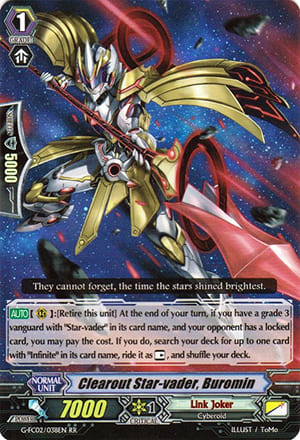 1
GRADE
5000
SHIELD
They cannot forget, the time the stars shined brightest.
AUTO [ ]:[Retire this unit] At the end of your turn, if you have a grade 3
vanguard with "Star-vader" in its card name, and your opponent has a
locked card, you may pay the cost. If you do, search your deck for up to one card
with "Infinite" in its card name, ride it as , and shuffle your deck.
NORMAL
UNIT
Clearout Star-vader, Buromin
POWER
7000
1
CRITICAL
Link Joker
Cyberoid
G-FC02/038EN RR
ILLUST / ToMo